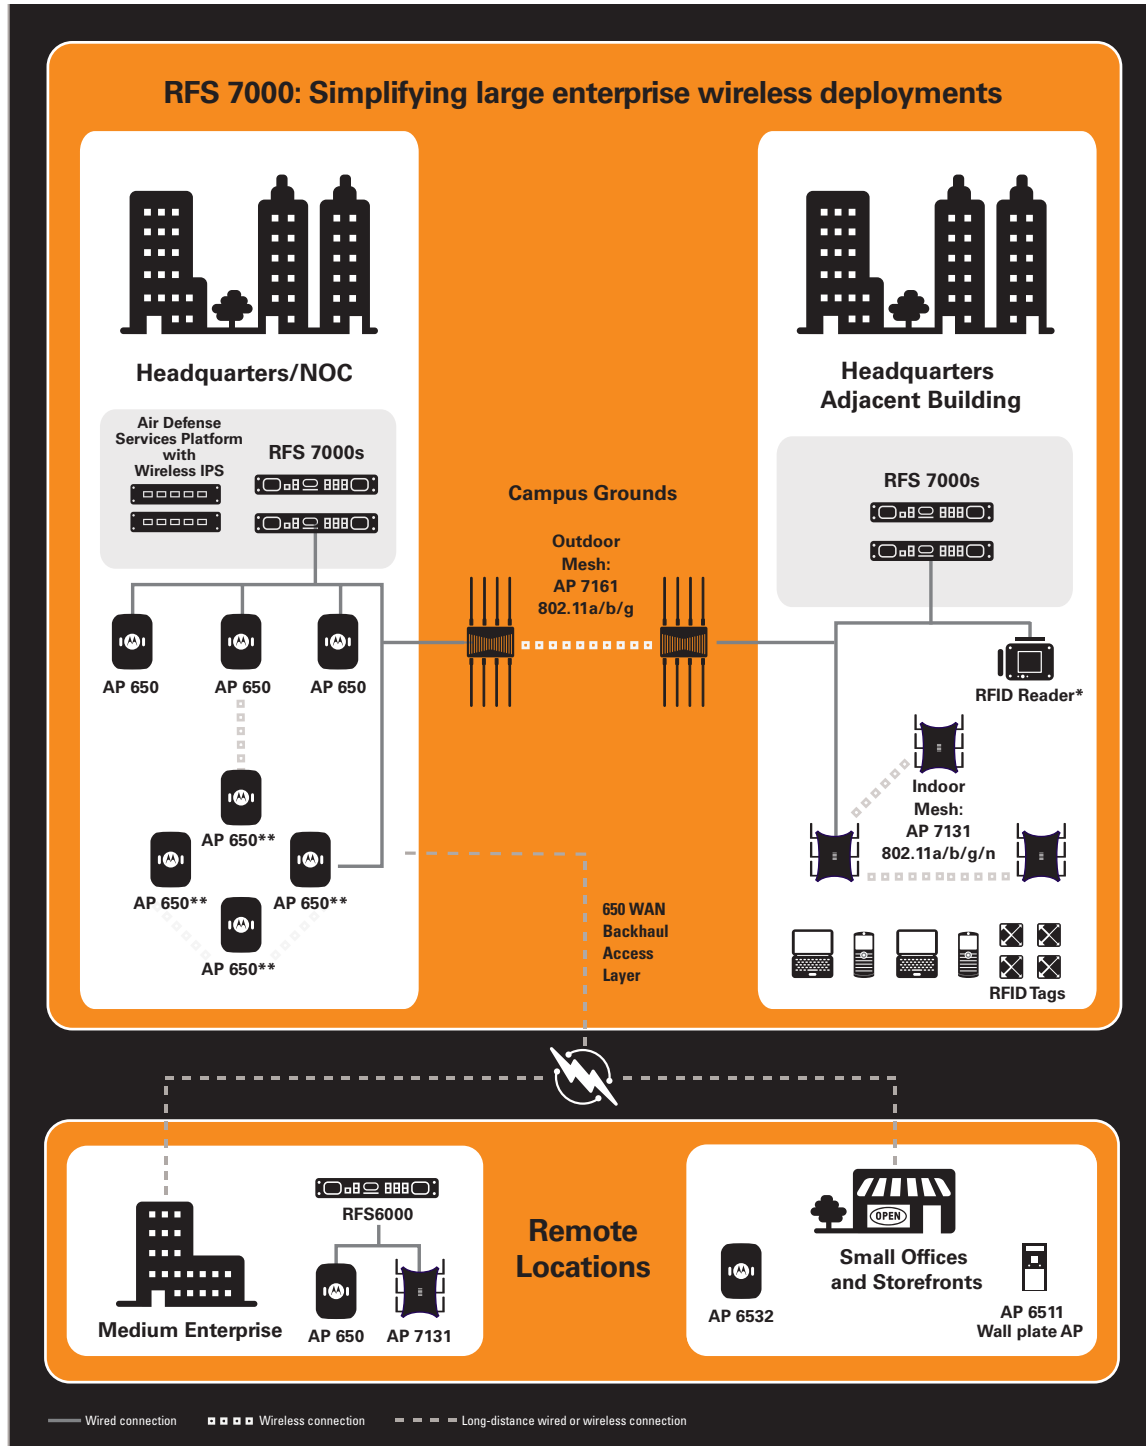 RFS 7000: Simplifying large enterprise wireless deployments
Headquarters/NOC
Air Defense
Services Platform
with
Wireless IPS
RFS 7000s
AP 650
AP 650
AP 650
AP 650**
AP 650**
AP 650**
AP 650**
Campus Grounds
Outdoor
Mesh:
AP 7161
802.11a/b/g
650 WAN
Backhaul
Access
Layer
Headquarters
Adjacent Building
RFS 7000s
RFID Reader*
Indoor
Mesh:
AP 7131
802.11a/b/g/n
RFID Tags
RFS6000
Medium Enterprise
AP 650
AP 7131
Remote
Locations
OPEN
Small Offices
and Storefronts
AP 6532
AP 6511
Wall plate AP
Wired connection
Wireless connection
Long-distance wired or wireless connection